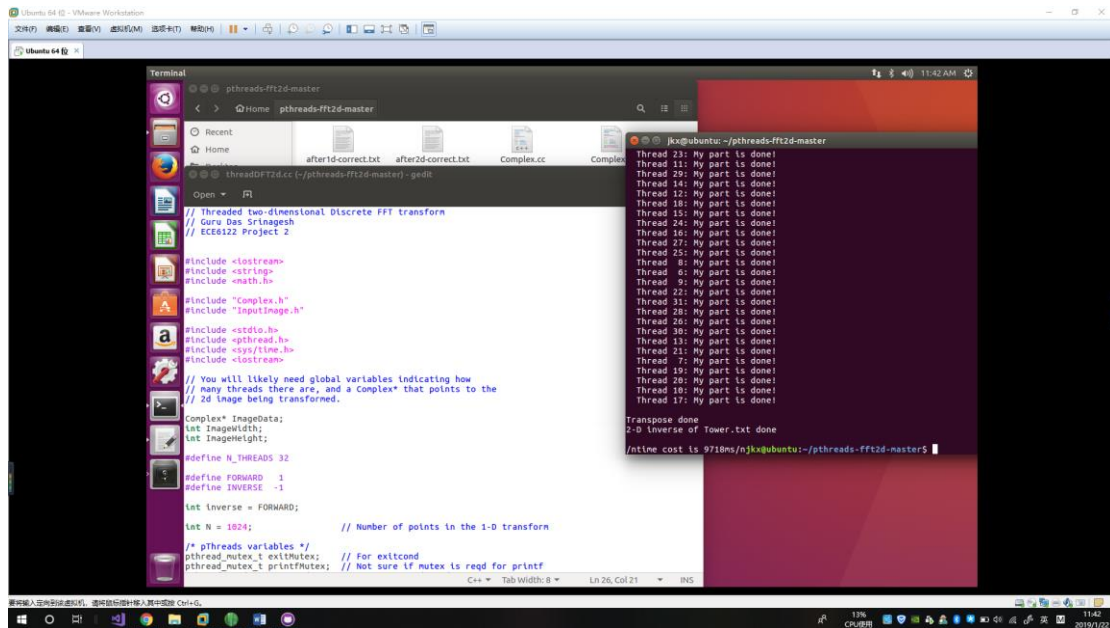 Ubuntu 64 位 - VMware Workstation
文件(F) 编辑(E) 查看(V) 虚拟机(M) 选项卡(T) 帮助(H)
Ubuntu 64 位
Terminal
11:42 AM
pthreads-fft2d-master
Home pthreads-fft2d-master
Recent
Home
after1d-correct.txt after2d-correct.txt Complex.cc Complex
threadDFT2d.cc (~/pthreads-fft2d-master) - gedit
Open
// Threaded two-dimensional Discrete FFT transform
// Guru Das Srinagesh
// ECE6122 Project 2
#include <iostream>
#include <string>
#include <math.h>
#include "Complex.h"
#include "InputImage.h"
#include <stdio.h>
#include <pthread.h>
#include <sys/time.h>
#include <iostream>
// You will likely need global variables indicating how
// many threads there are, and a Complex* that points to the
// 2d image being transformed.
Complex* ImageData;
int ImageWidth;
int ImageHeight;
#define N_THREADS 32
#define FORWARD 1
#define INVERSE -1
int inverse = FORWARD;
int N = 1024; // Number of points in the 1-D transform
/* pThreads variables */
pthread_mutex_t exitMutex; // For exitcond
pthread_mutex_t printfMutex; // Not sure if mutex is reqd for printf
C++ Tab Width: 8 Ln 26, Col 21 INS
jkx@ubuntu: ~/pthreads-fft2d-master
Thread 23: My part is done!
Thread 11: My part is done!
Thread 29: My part is done!
Thread 14: My part is done!
Thread 12: My part is done!
Thread 18: My part is done!
Thread 15: My part is done!
Thread 24: My part is done!
Thread 16: My part is done!
Thread 27: My part is done!
Thread 25: My part is done!
Thread 8: My part is done!
Thread 6: My part is done!
Thread 9: My part is done!
Thread 22: My part is done!
Thread 31: My part is done!
Thread 28: My part is done!
Thread 26: My part is done!
Thread 30: My part is done!
Thread 13: My part is done!
Thread 21: My part is done!
Thread 7: My part is done!
Thread 19: My part is done!
Thread 20: My part is done!
Thread 10: My part is done!
Thread 17: My part is done!
Transpose done
2-D inverse of Tower.txt done
/ntime cost is 9718ms/njkx@ubuntu:~/pthreads-fft2d-master$
要将输入定向到该虚拟机，请将鼠标指针移入其中或按 Ctrl+G。
13%
CPU使用
英
11:42
2019/1/22